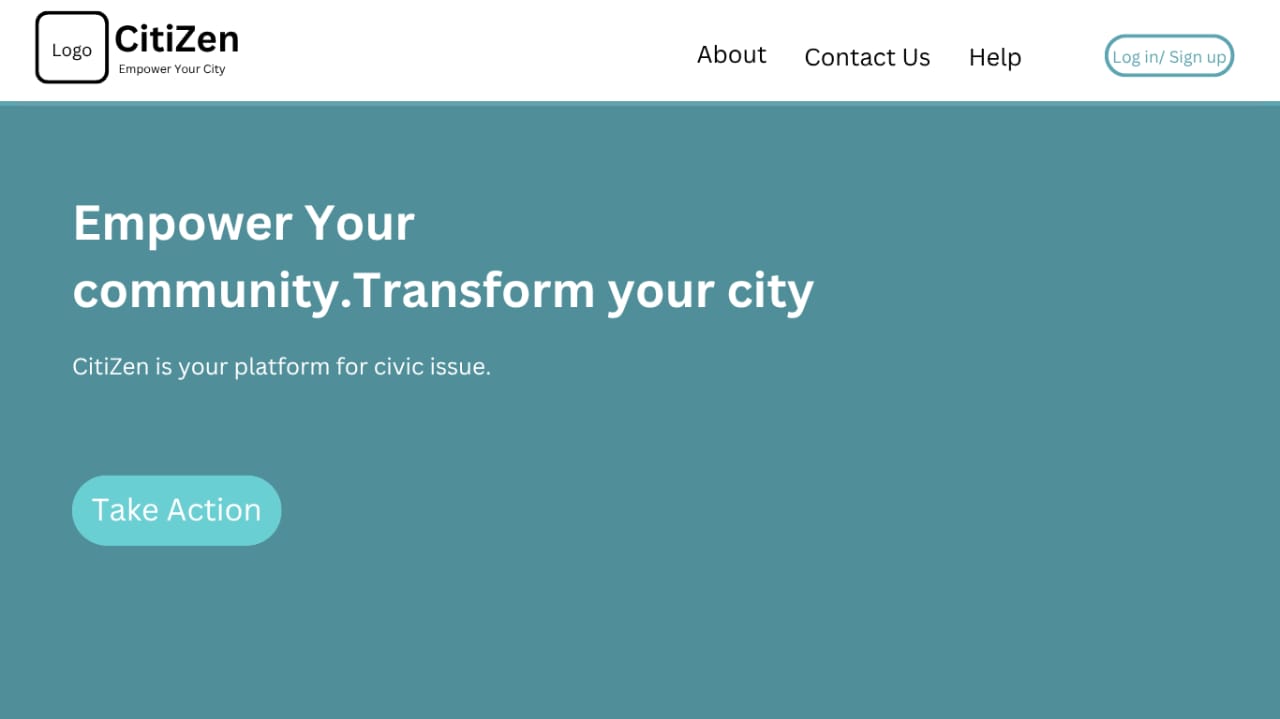 Logo
CitiZen
Empower Your City
About
Contact Us
Help
Log in/ Sign up
Empower Your
community.Transform your city
CitiZen is your platform for civic issue.
Take Action